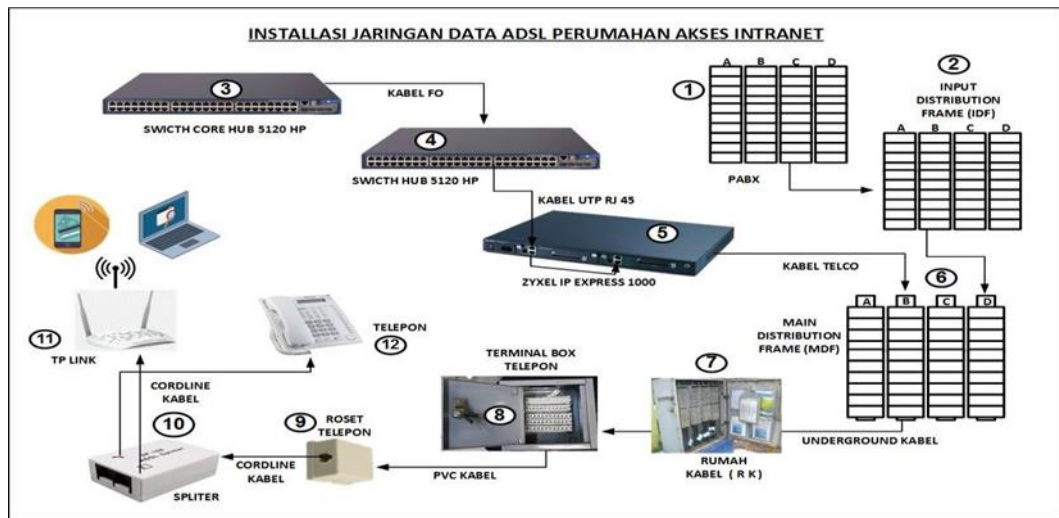 INSTALLASI JARINGAN DATA ADSL PERUMAHAN AKSES INTRANET
3
KABEL FO
SWICTH CORE HUB 5120 HP
4
SWICTH HUB 5120 HP
KABEL UTP RJ 45
5
ZYXEL IP EXPRESS 1000
KABEL TELCO
1
A B C D
PABX
2
INPUT
DISTRIBUTION
FRAME (IDF)
A B C D
6
A B C D
MAIN
DISTRIBUTION
FRAME (MDF)
UNDERGROUND KABEL
7
RUMAH
KABEL ( R K )
TERMINAL BOX
TELEPON
8
PVC KABEL
9
ROSET
TELEPON
CORDLINE
KABEL
10
SPLITER
CORDLINE
KABEL
11
TP LINK
TELEPON
12